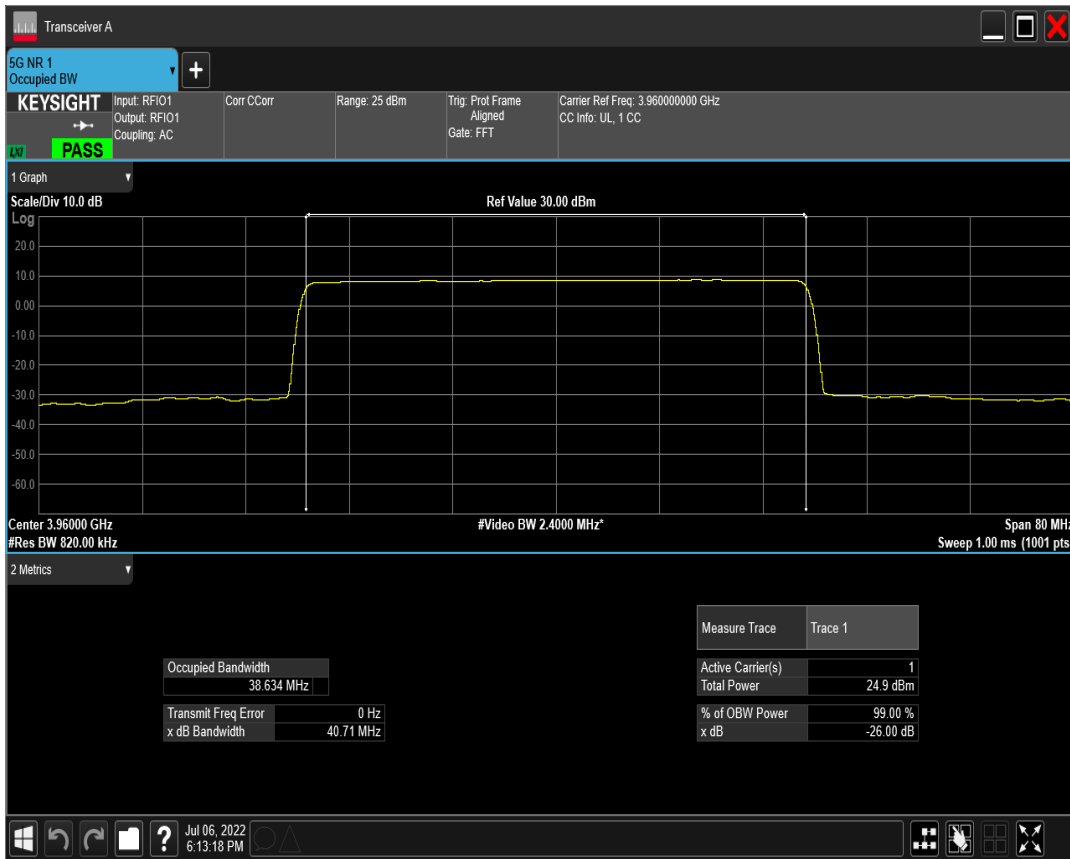 Transceiver A
5G NR 1
Occupied BW
+
KEYSIGHT
LXI
PASS
Input: RFIO1
Output: RFIO1
Coupling: AC
Corr CCorr
Range: 25 dBm
Trig: Prot Frame
Aligned
Gate: FFT
Carrier Ref Freq: 3.960000000 GHz
CC Info: UL, 1 CC
1 Graph
Scale/Div 10.0 dB
Ref Value 30.00 dBm
Log
20.0
10.0
0.00
-10.0
-20.0
-30.0
-40.0
-50.0
-60.0
Center 3.96000 GHz
#Video BW 2.4000 MHz*
Span 80 MHz
#Res BW 820.00 kHz
Sweep 1.00 ms (1001 pts
2 Metrics
Measure Trace Trace 1
Occupied Bandwidth
38.634 MHz
Active Carrier(s) 1
Total Power 24.9 dBm
Transmit Freq Error 0 Hz
x dB Bandwidth 40.71 MHz
% of OBW Power 99.00 %
x dB -26.00 dB
?
Jul 06, 2022
6:13:18 PM